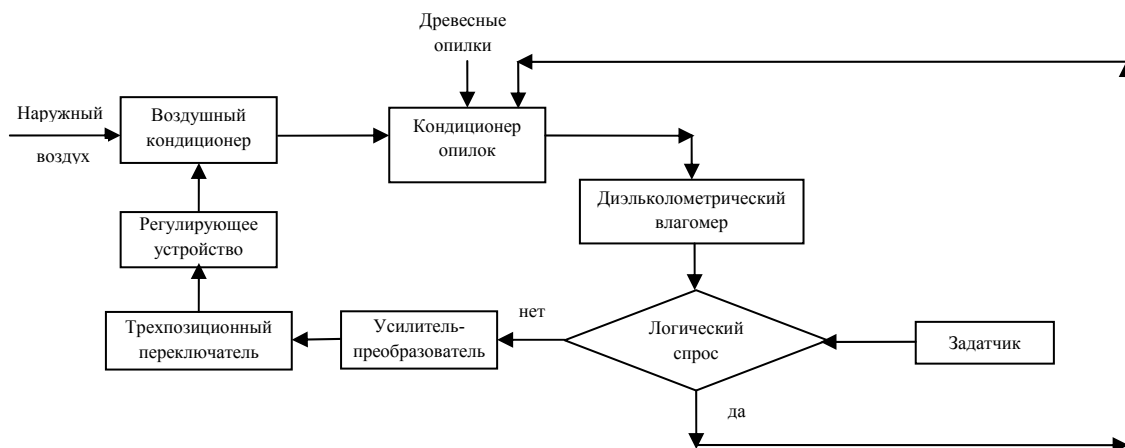 Древесные
опилки
Наружный
воздух
Воздушный
кондиционер
Кондиционер
опилок
Диэльколометрический
влагомер
Регулирующее
устройство
Трехпозиционный
переключатель
Усилитель-
преобразователь
нет
Логический
спрос
Задатчик
да